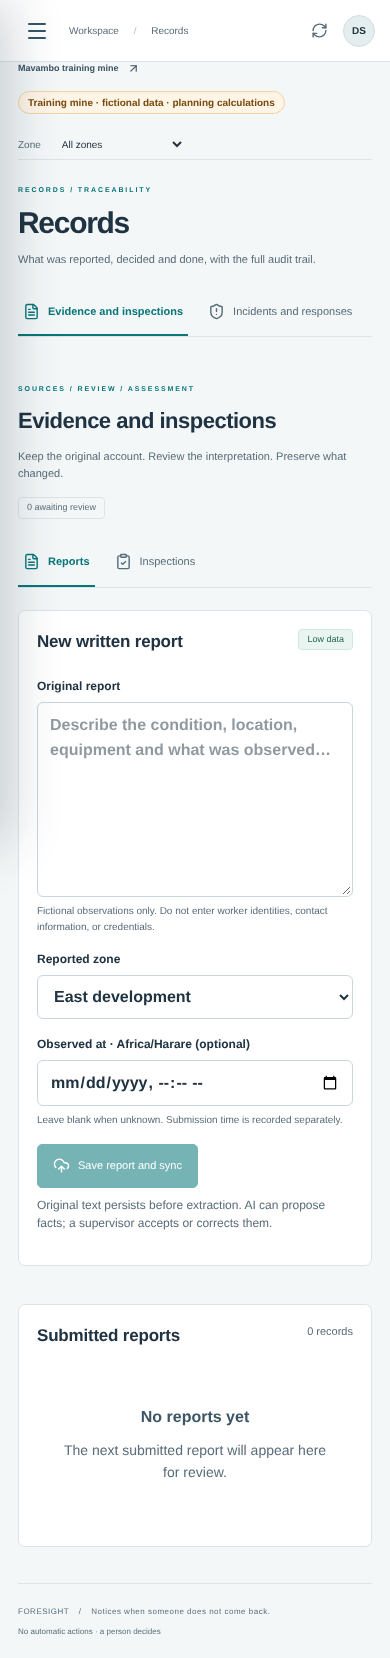 Workspace / Records
DS
Mavambo training mine
Training mine · fictional data · planning calculations
Zone All zones
RECORDS / TRACEABILITY
Records
What was reported, decided and done, with the full audit trail.
Evidence and inspections Incidents and responses
SOURCES / REVIEW / ASSESSMENT
Evidence and inspections
Keep the original account. Review the interpretation. Preserve what
changed.
0 awaiting review
Reports Inspections
New written report Low data
Original report
Describe the condition, location,
equipment and what was observed…
Fictional observations only. Do not enter worker identities, contact
information, or credentials.
Reported zone
East development
Observed at · Africa/Harare (optional)
mm/dd/yyyy, --:-- --
Leave blank when unknown. Submission time is recorded separately.
Save report and sync
Original text persists before extraction. AI can propose
facts; a supervisor accepts or corrects them.
Submitted reports 0 records
No reports yet
The next submitted report will appear here
for review.
FORESIGHT / Notices when someone does not come back.
No automatic actions · a person decides